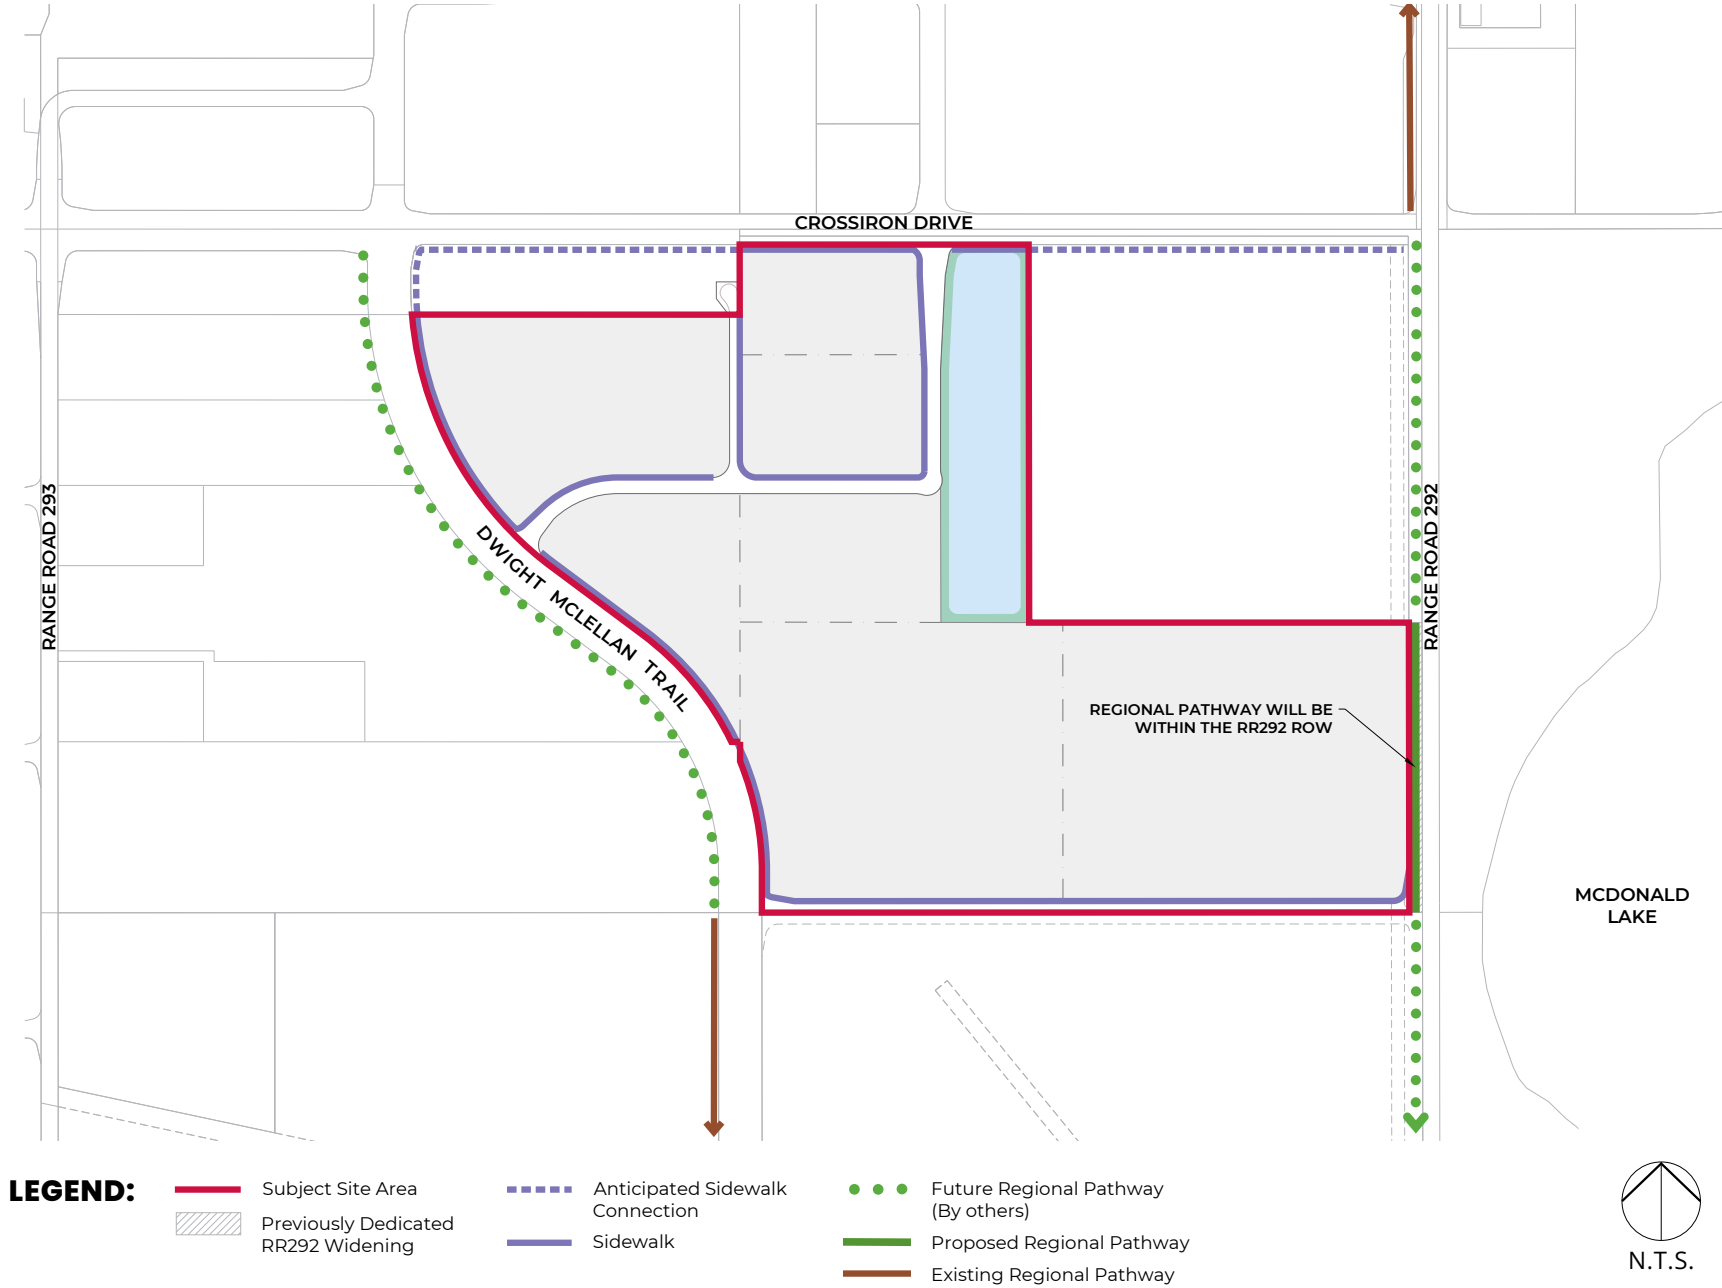 CROSSIRON DRIVE
RANGE ROAD 293
DWIGHT MCLELLAN TRAIL
RANGE ROAD 292
REGIONAL PATHWAY WILL BE
WITHIN THE RR292 ROW
MCDONALD
LAKE
LEGEND:
Subject Site Area
Previously Dedicated
RR292 Widening
Anticipated Sidewalk
Connection
Sidewalk
Future Regional Pathway
(By others)
Proposed Regional Pathway
Existing Regional Pathway
N.T.S.